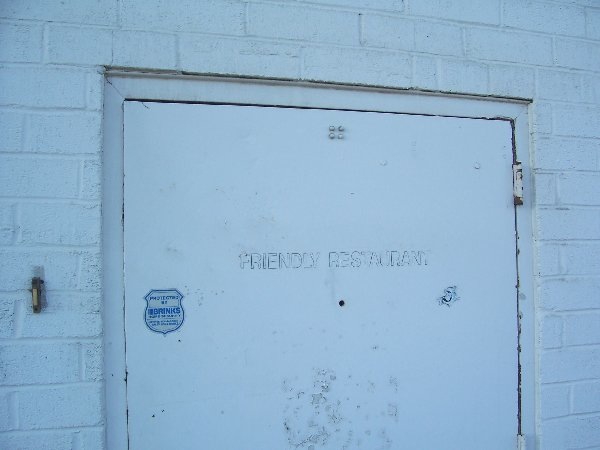 FRIENDLY RESTAURANT
PROTECTED
BY
BRINKS